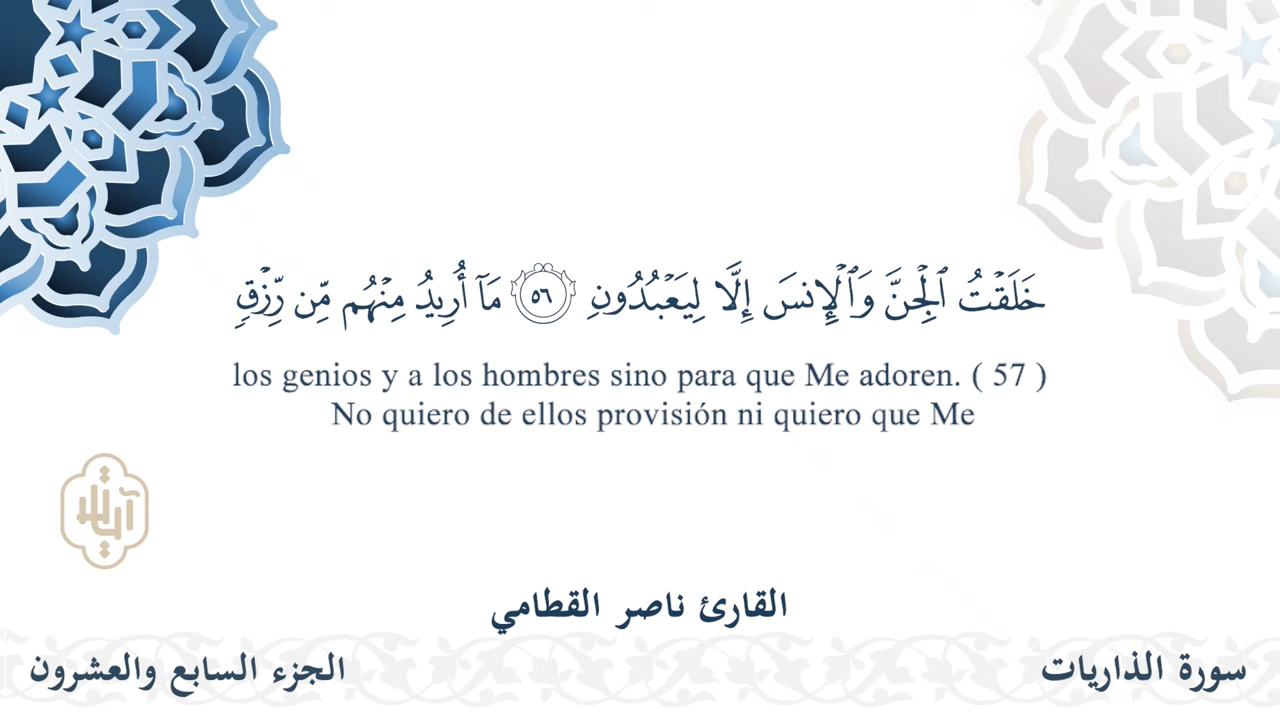 خَلَقْتُ ٱلْجِنَّ وَٱلْإِنسَ إِلَّا لِيَعْبُدُونِ ٥٦ مَآ أُرِيدُ مِنْهُم مِّن رِّزْقٍ
los genios y a los hombres sino para que Me adoren. ( 57 )
No quiero de ellos provisión ni quiero que Me
القارئ ناصر القطامي
سورة الذاريات
الجزء السابع والعشرون